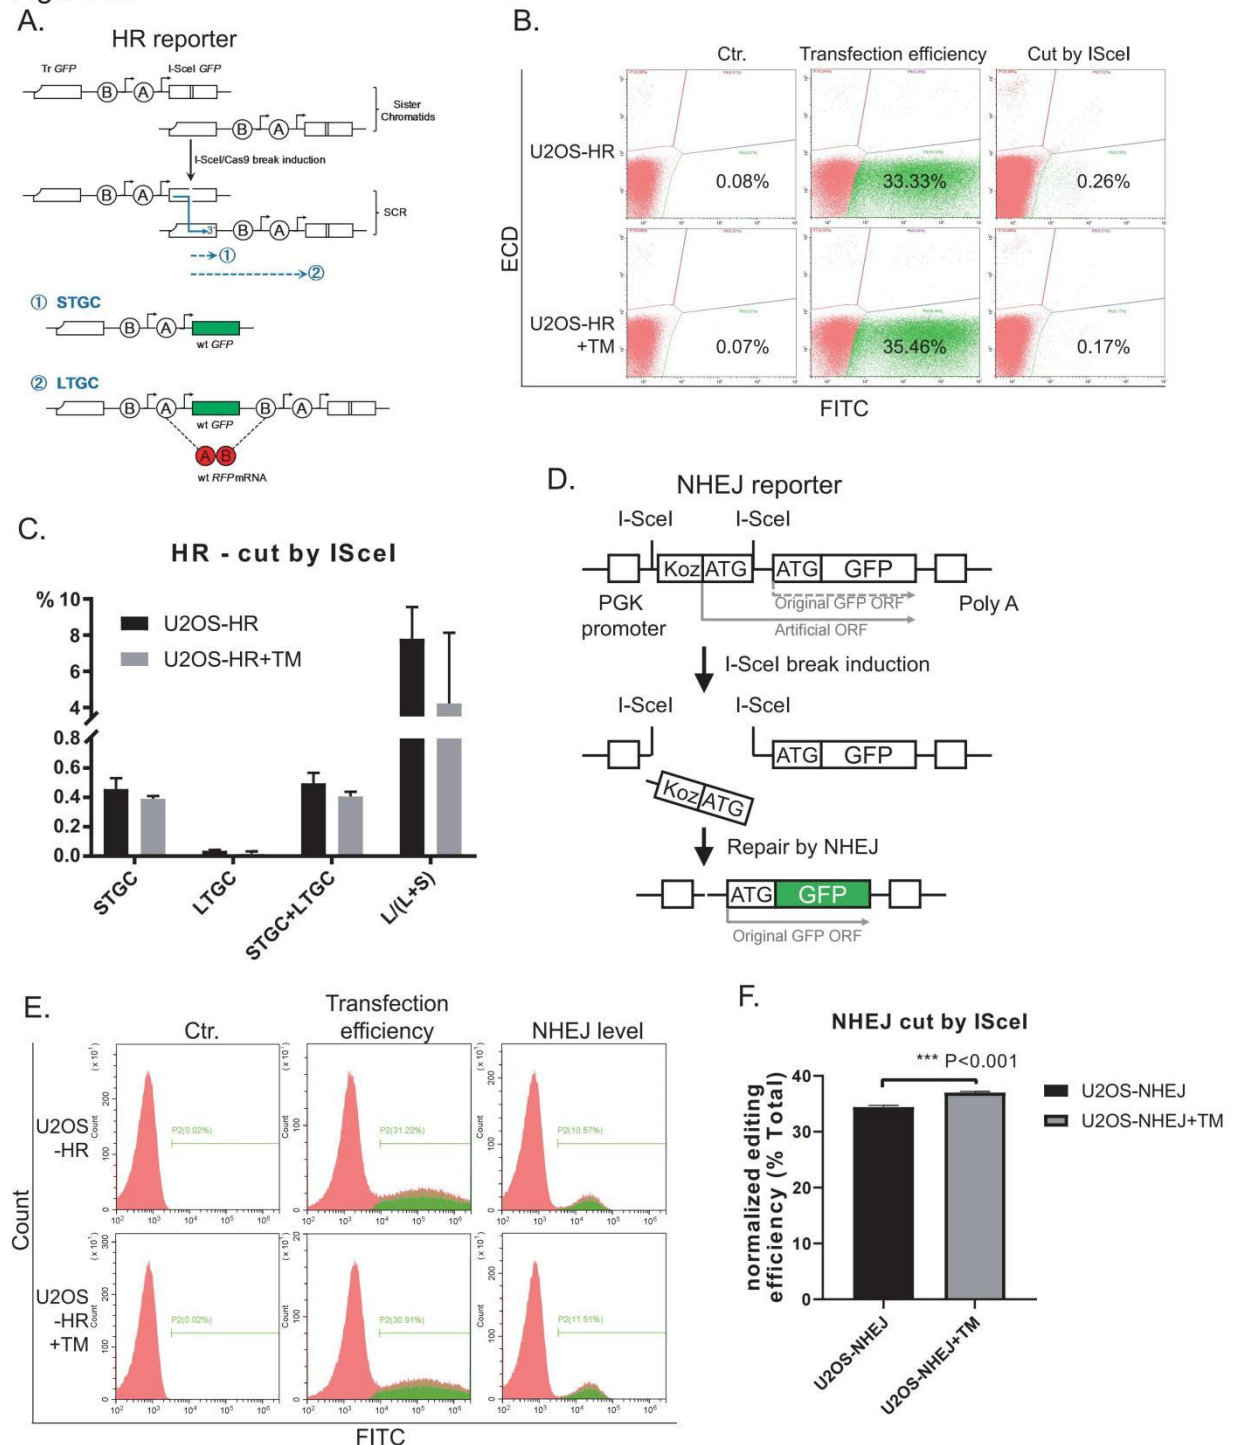 A.
HR reporter
Tr GFP
I-SceI GFP
B
A
B
A
Sister
Chromatids
I-SceI/Cas9 break induction
B
A
3'
B
A
SCR
①
②
① STGC
B
A
wt GFP
② LTGC
B
A
B
A
wt GFP
A
B
wt RFP mRNA
B.
Ctr.
Transfection efficiency
Cut by ISceI
ECD
U2OS-HR
0.08%
33.33%
0.26%
U2OS-HR
+TM
0.07%
35.46%
0.17%
FITC
C.
HR - cut by ISceI
%
10
8
6
4
0.8
0.6
0.4
0.2
0.0
U2OS-HR
U2OS-HR+TM
STGC
LTGC
STGC+LTGC
L/(L+S)
D.
NHEJ reporter
I-SceI
I-SceI
Koz ATG
ATG GFP
PGK
promoter
Original GFP ORF
Artificial ORF
Poly A
I-SceI break induction
I-SceI
I-SceI
ATG GFP
Koz ATG
Repair by NHEJ
ATG GFP
Original GFP ORF
E.
Ctr.
Transfection
efficiency
NHEJ level
Count
U2OS
-HR
P2(0.02%)
P2(31.22%)
P2(10.57%)
U2OS
-HR
+TM
P2(0.02%)
P2(30.91%)
P2(11.51%)
FITC
F.
NHEJ cut by ISceI
*** P<0.001
normalized editing
efficiency (% Total)
40
30
20
10
0
U2OS-NHEJ
U2OS-NHEJ+TM
U2OS-NHEJ
U2OS-NHEJ+TM